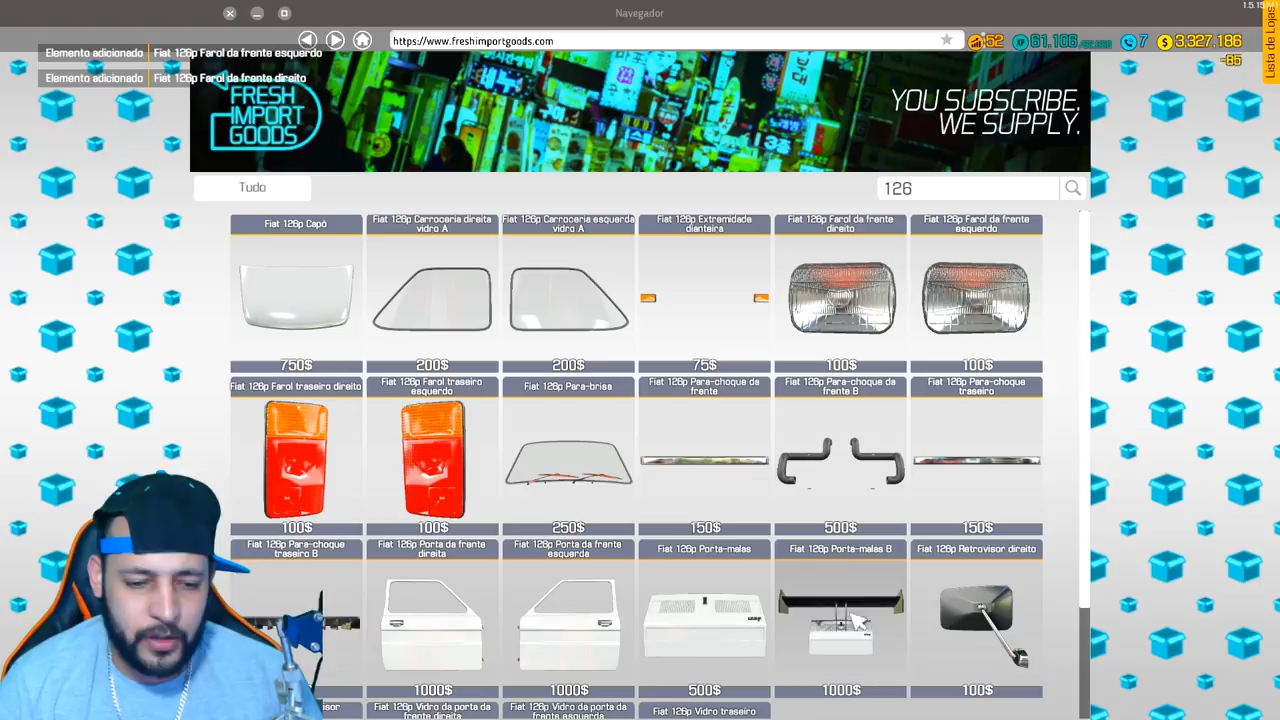 Navegador
1.5.15
https://www.freshimportgoods.com
52
61,106
7
3,327,186
-85
Lista de Lojas
Elemento adicionado Fiat 126p Farol da frente esquerdo
Elemento adicionado Fiat 126p Farol da frente direito
FRESH
IMPORT
GOODS
YOU SUBSCRIBE.
WE SUPPLY.
Tudo
126
Fiat 126p Capô
Fiat 126p Carroceria direita
vidro A
Fiat 126p Carroceria esquerda
vidro A
Fiat 126p Extremidade
dianteira
Fiat 126p Farol da frente
direito
Fiat 126p Farol da frente
esquerdo
750$
200$
200$
75$
100$
100$
Fiat 126p Farol traseiro direito
Fiat 126p Farol traseiro
esquerdo
Fiat 126p Para-brisa
Fiat 126p Para-choque da
frente
Fiat 126p Para-choque da
frente B
Fiat 126p Para-choque
traseiro
100$
100$
250$
150$
500$
150$
Fiat 126p Para-choque
traseiro B
Fiat 126p Porta da frente
direita
Fiat 126p Porta da frente
esquerda
Fiat 126p Porta-malas
Fiat 126p Porta-malas B
Fiat 126p Retrovisor direito
1000$
1000$
500$
1000$
100$
Fiat 126p Vidro da porta da
frente direita
Fiat 126p Vidro da porta da
frente esquerda
Fiat 126p Vidro traseiro